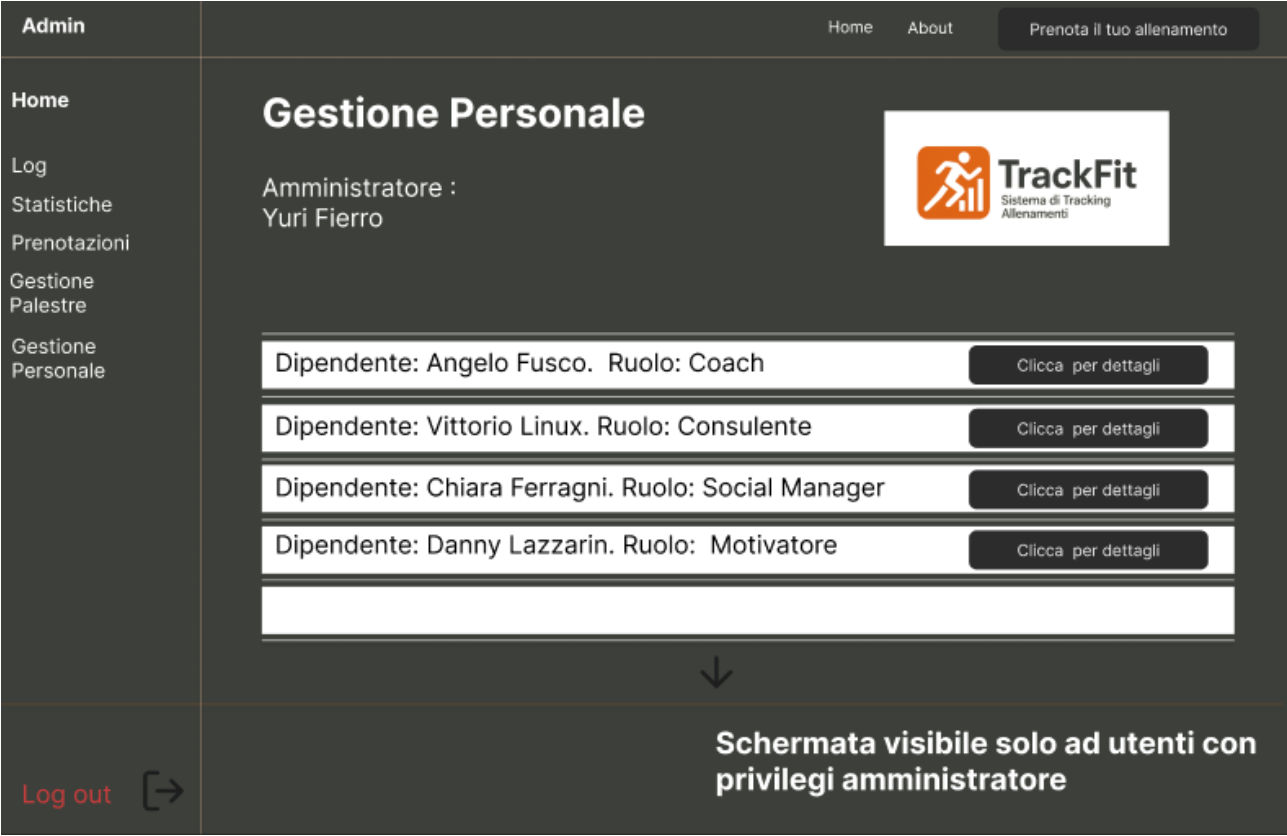 Admin
Home
About
Prenota il tuo allenamento
Home
Log
Statistiche
Prenotazioni
Gestione
Palestre
Gestione
Personale
Log out
Gestione Personale
Amministratore :
Yuri Fierro
TrackFit
Sistema di Tracking
Allenamenti
Dipendente: Angelo Fusco.  Ruolo: Coach
Clicca  per dettagli
Dipendente: Vittorio Linux. Ruolo: Consulente
Clicca  per dettagli
Dipendente: Chiara Ferragni. Ruolo: Social Manager
Clicca  per dettagli
Dipendente: Danny Lazzarin. Ruolo:  Motivatore
Clicca  per dettagli
Schermata visibile solo ad utenti con
privilegi amministratore